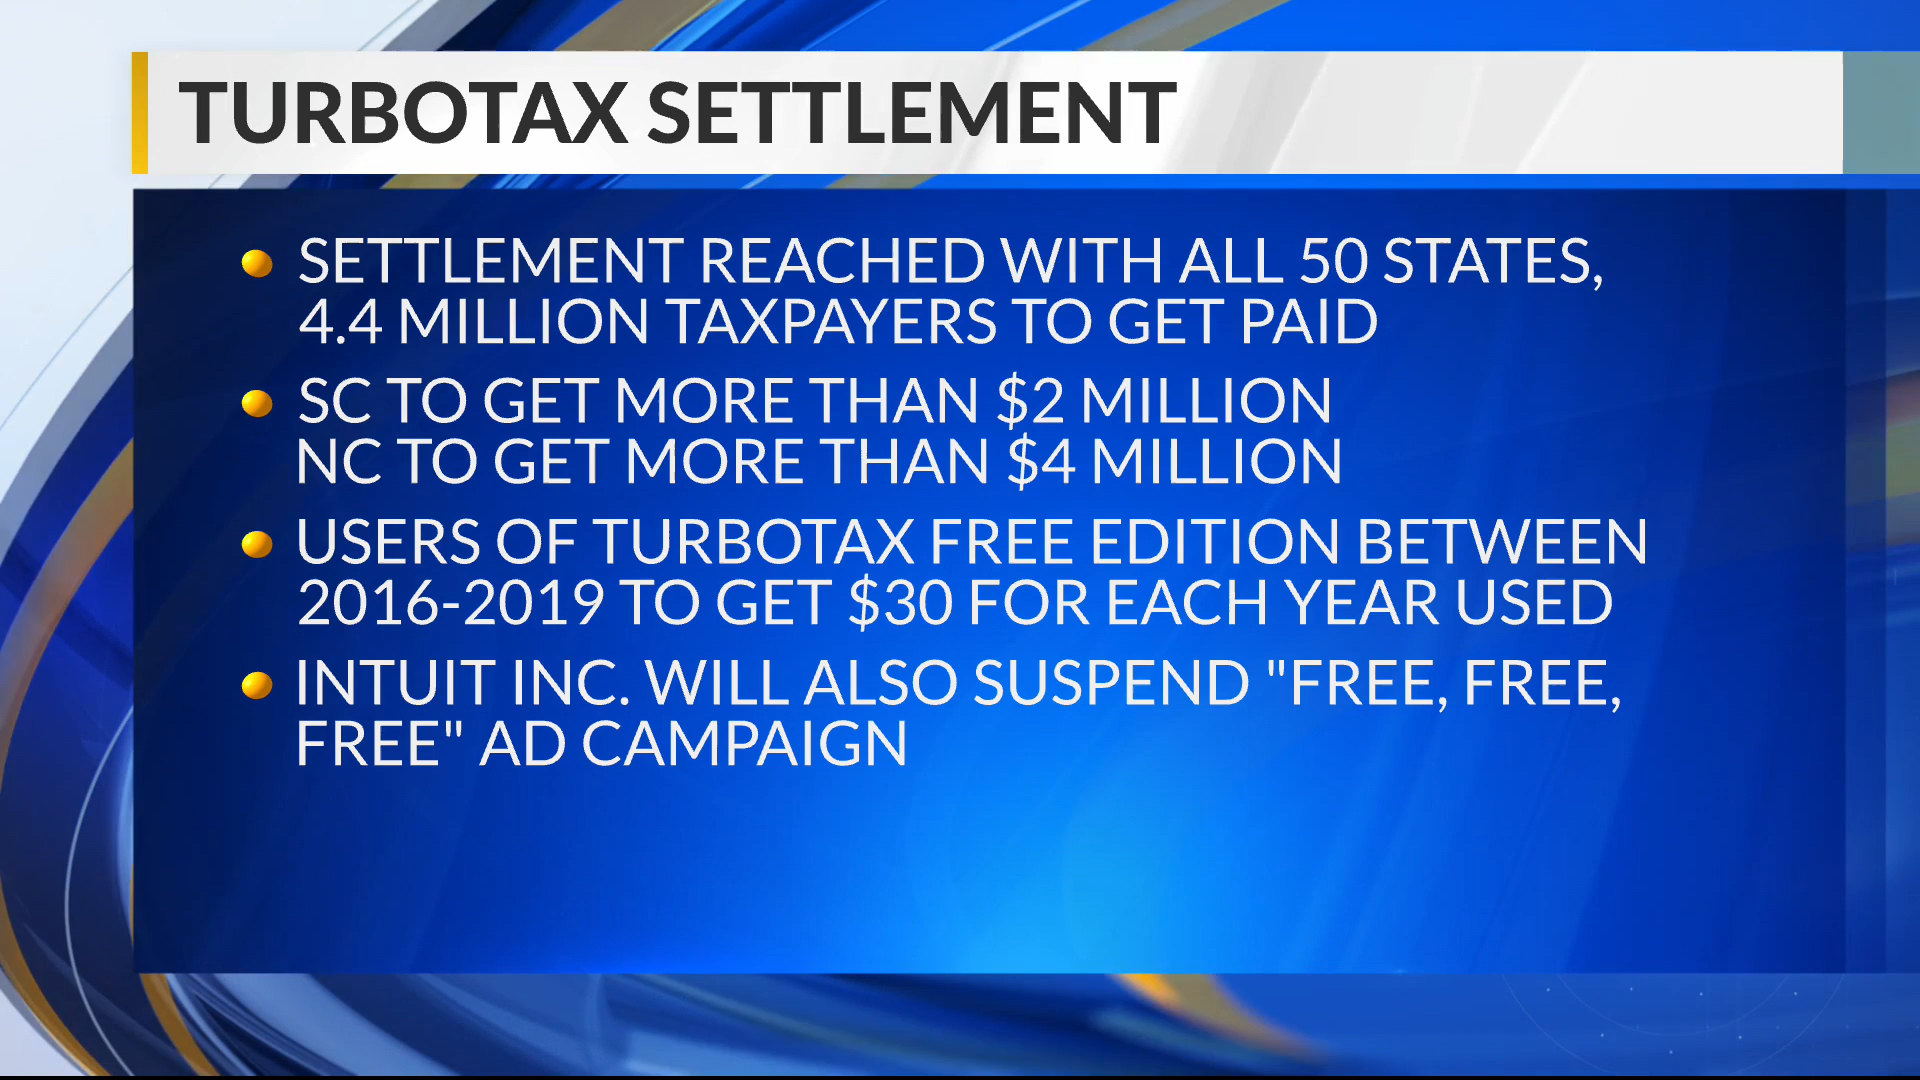 TURBOTAX SETTLEMENT
SETTLEMENT REACHED WITH ALL 50 STATES,
4.4 MILLION TAXPAYERS TO GET PAID
SC TO GET MORE THAN $2 MILLION
NC TO GET MORE THAN $4 MILLION
USERS OF TURBOTAX FREE EDITION BETWEEN
2016-2019 TO GET $30 FOR EACH YEAR USED
INTUIT INC. WILL ALSO SUSPEND "FREE, FREE,
FREE" AD CAMPAIGN